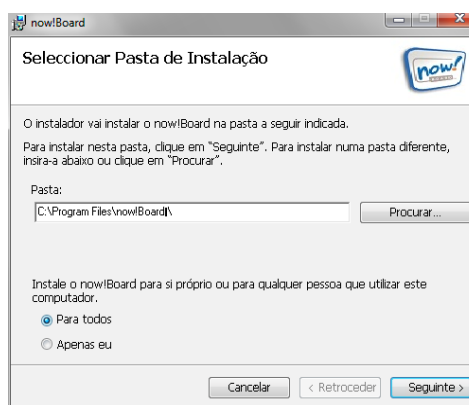 now!Board
Seleccionar Pasta de Instalação
now!
BOARD
O instalador vai instalar o now!Board na pasta a seguir indicada.
Para instalar nesta pasta, clique em "Seguinte". Para instalar numa pasta diferente,
insira-a abaixo ou clique em "Procurar".
Pasta:
C:\Program Files\now!Board\
Procurar...
Instale o now!Board para si próprio ou para qualquer pessoa que utilizar este
computador.
Para todos
Apenas eu
Cancelar
< Retroceder
Seguinte >